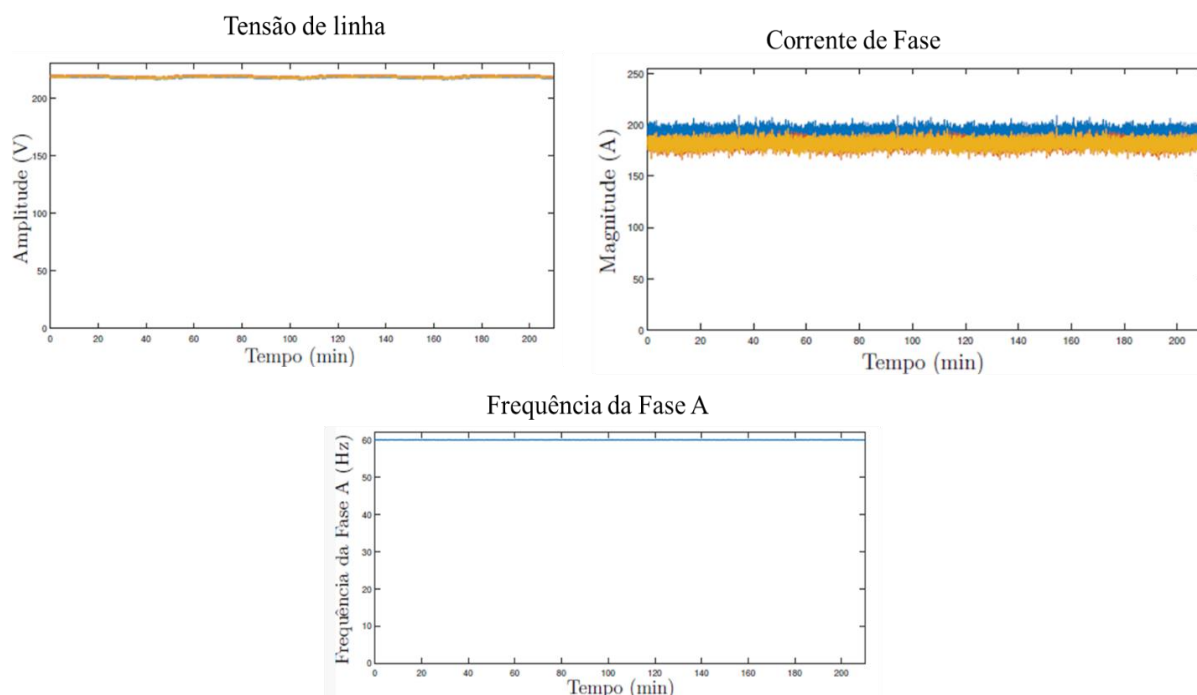 Tensão de linha
Amplitude (V)
200
150
100
50
0
0 20 40 60 80 100 120 140 160 180 200
Tempo (min)
Corrente de Fase
Magnitude (A)
250
200
150
100
50
0
0 20 40 60 80 100 120 140 160 180 200
Tempo (min)
Frequência da Fase A
Frequência da Fase A (Hz)
60
50
40
30
20
10
0
0 20 40 60 80 100 120 140 160 180 200
Tempo (min)